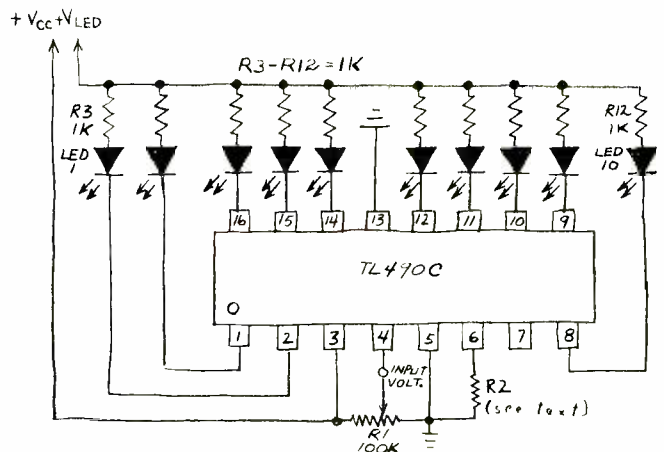 + Vcc +VLED
R3-R12=1K
R3
1K
R12
1K
LED
1
LED
10
16 15 14 13 12 11 10 9
TL490C
1 2 3 4 5 6 7 8
INPUT
VOLT.
R2
(see text)
R1
100K